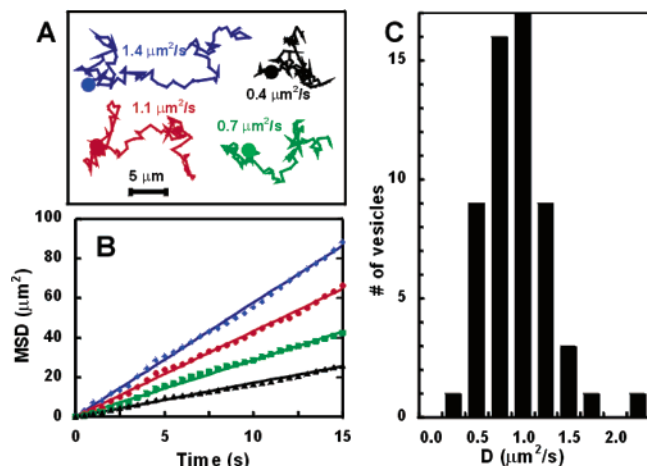 A
1.4 μm²/s
0.4 μm²/s
1.1 μm²/s
0.7 μm²/s
5 μm
B
MSD (μm²)
100
80
60
40
20
0
0
5
10
15
Time (s)
C
# of vesicles
15
10
5
0.0
0.5
1.0
1.5
2.0
D (μm²/s)